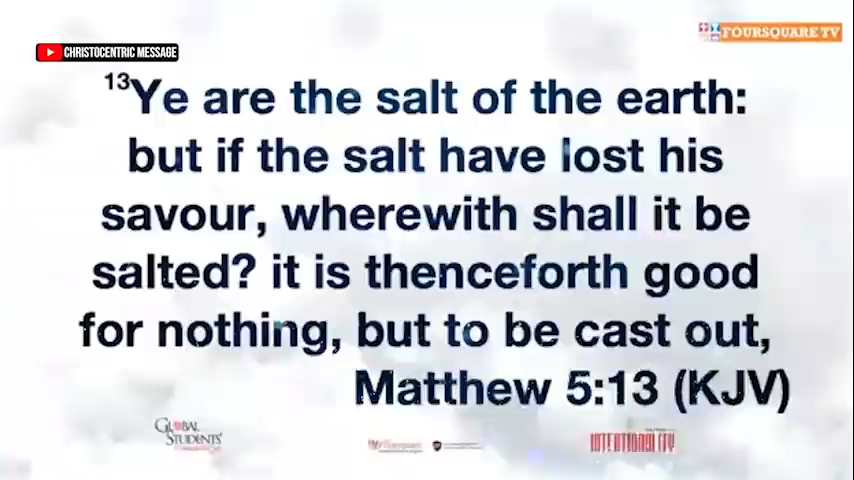 CHRISTOCENTRIC MESSAGE
FOURSQUARE TV
13Ye are the salt of the earth:
but if the salt have lost his
savour, wherewith shall it be
salted? it is thenceforth good
for nothing, but to be cast out,
Matthew 5:13 (KJV)
GLOBAL
STUDENTS'
INTENTIONALITY